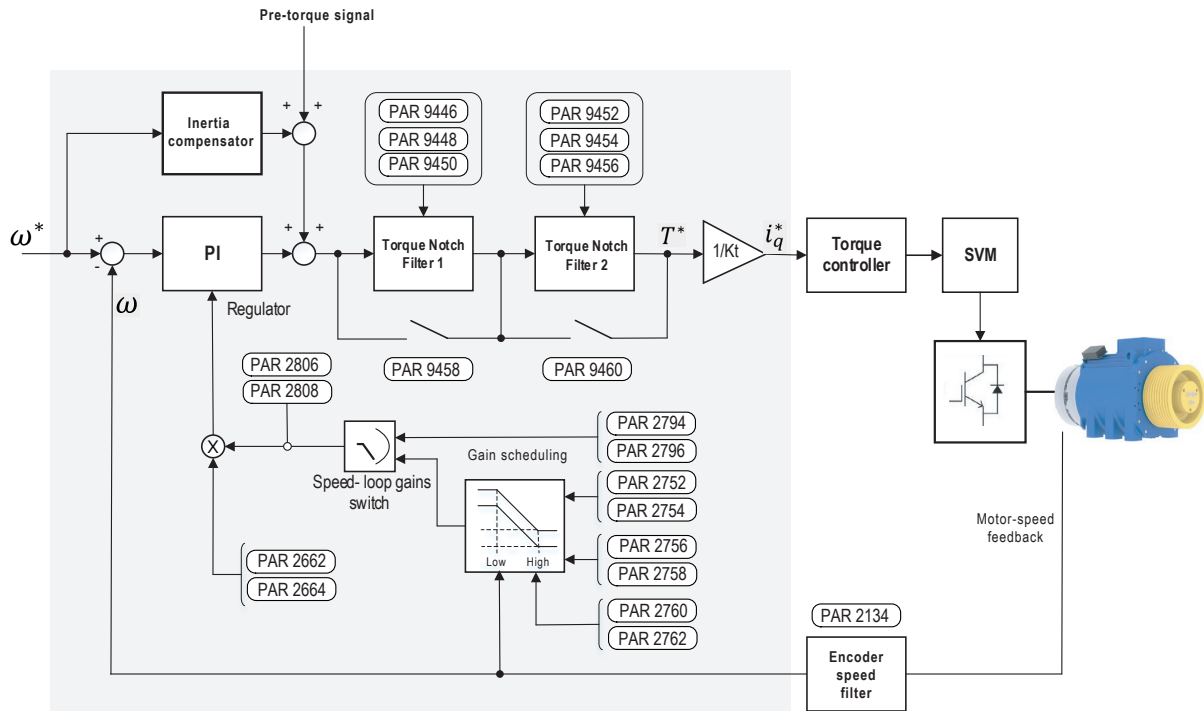 Pre-torque signal
+ +
Inertia
compensator
PAR 9446
PAR 9448
PAR 9450
PAR 9452
PAR 9454
PAR 9456
ω*
+
-
PI
+ +
Torque Notch
Filter 1
Torque Notch
Filter 2
T*
1/Kt
i*q
Torque
controller
SVM
ω
Regulator
PAR 9458
PAR 9460
PAR 2806
PAR 2808
X
Speed- loop gains
switch
Gain scheduling
Low
High
PAR 2794
PAR 2796
PAR 2752
PAR 2754
PAR 2756
PAR 2758
PAR 2760
PAR 2762
PAR 2662
PAR 2664
Motor-speed
feedback
PAR 2134
Encoder
speed
filter